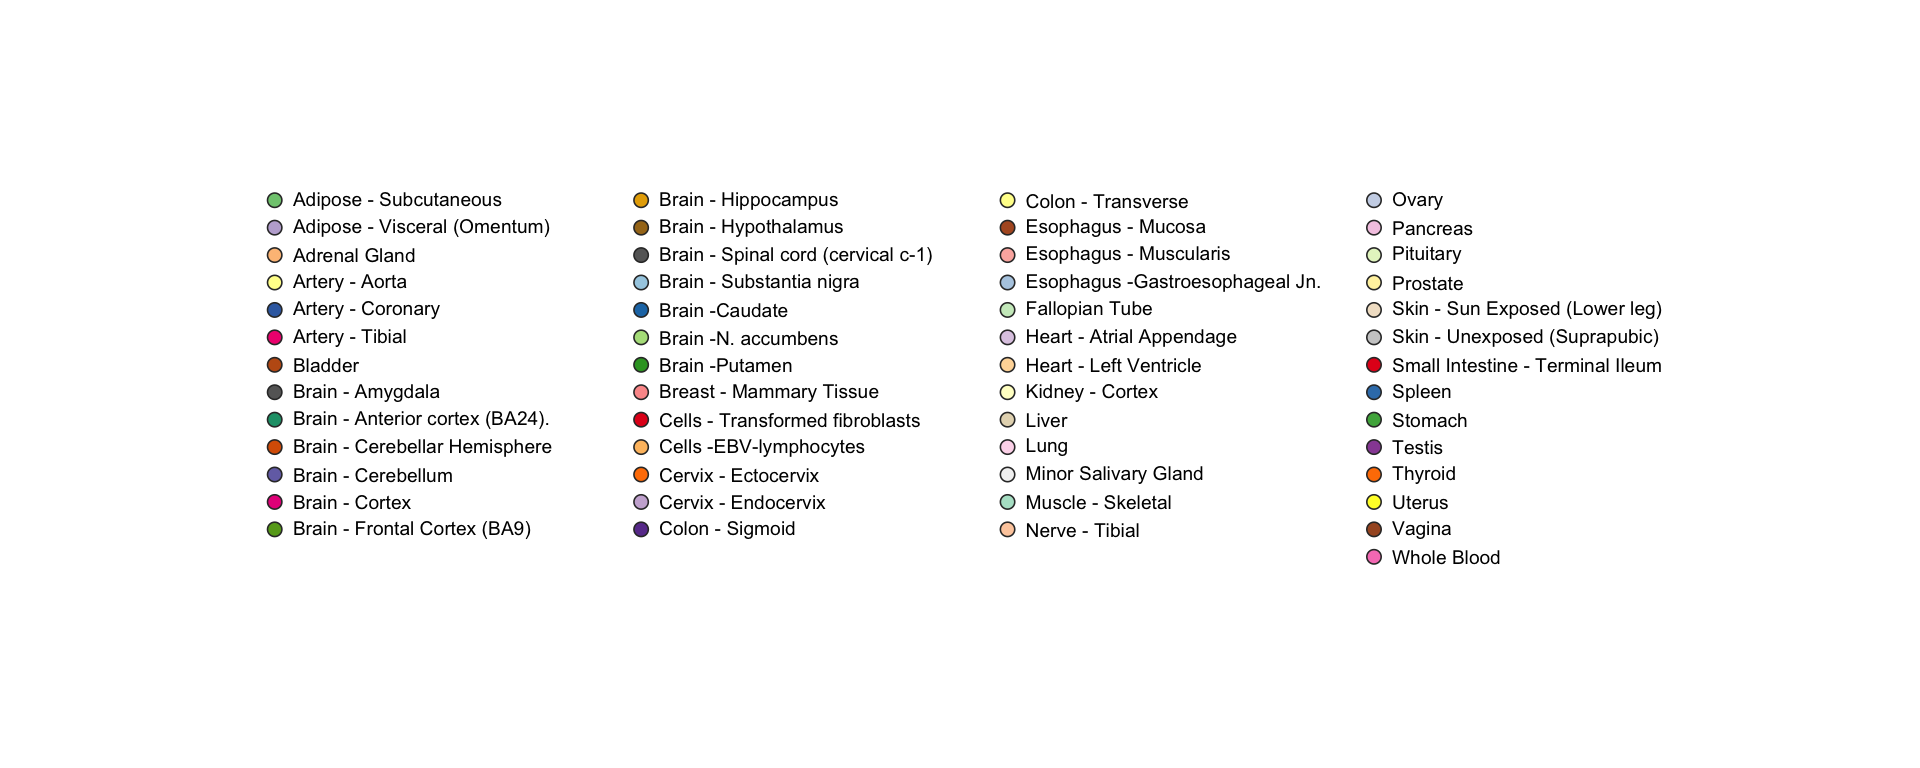 Adipose - Subcutaneous
Adipose - Visceral (Omentum)
Adrenal Gland
Artery - Aorta
Artery - Coronary
Artery - Tibial
Bladder
Brain - Amygdala
Brain - Anterior cortex (BA24).
Brain - Cerebellar Hemisphere
Brain - Cerebellum
Brain - Cortex
Brain - Frontal Cortex (BA9)
Brain - Hippocampus
Brain - Hypothalamus
Brain - Spinal cord (cervical c-1)
Brain - Substantia nigra
Brain -Caudate
Brain -N. accumbens
Brain -Putamen
Breast - Mammary Tissue
Cells - Transformed fibroblasts
Cells -EBV-lymphocytes
Cervix - Ectocervix
Cervix - Endocervix
Colon - Sigmoid
Colon - Transverse
Esophagus - Mucosa
Esophagus - Muscularis
Esophagus -Gastroesophageal Jn.
Fallopian Tube
Heart - Atrial Appendage
Heart - Left Ventricle
Kidney - Cortex
Liver
Lung
Minor Salivary Gland
Muscle - Skeletal
Nerve - Tibial
Ovary
Pancreas
Pituitary
Prostate
Skin - Sun Exposed (Lower leg)
Skin - Unexposed (Suprapubic)
Small Intestine - Terminal Ileum
Spleen
Stomach
Testis
Thyroid
Uterus
Vagina
Whole Blood